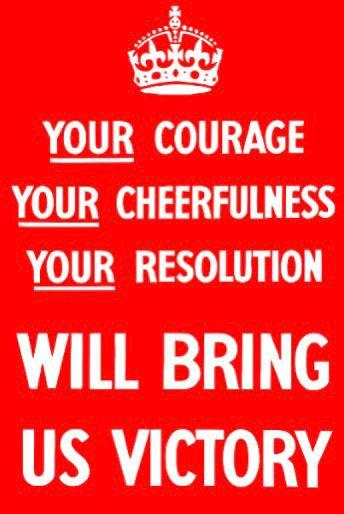 YOUR COURAGE
YOUR CHEERFULNESS
YOUR RESOLUTION
WILL BRING
US VICTORY